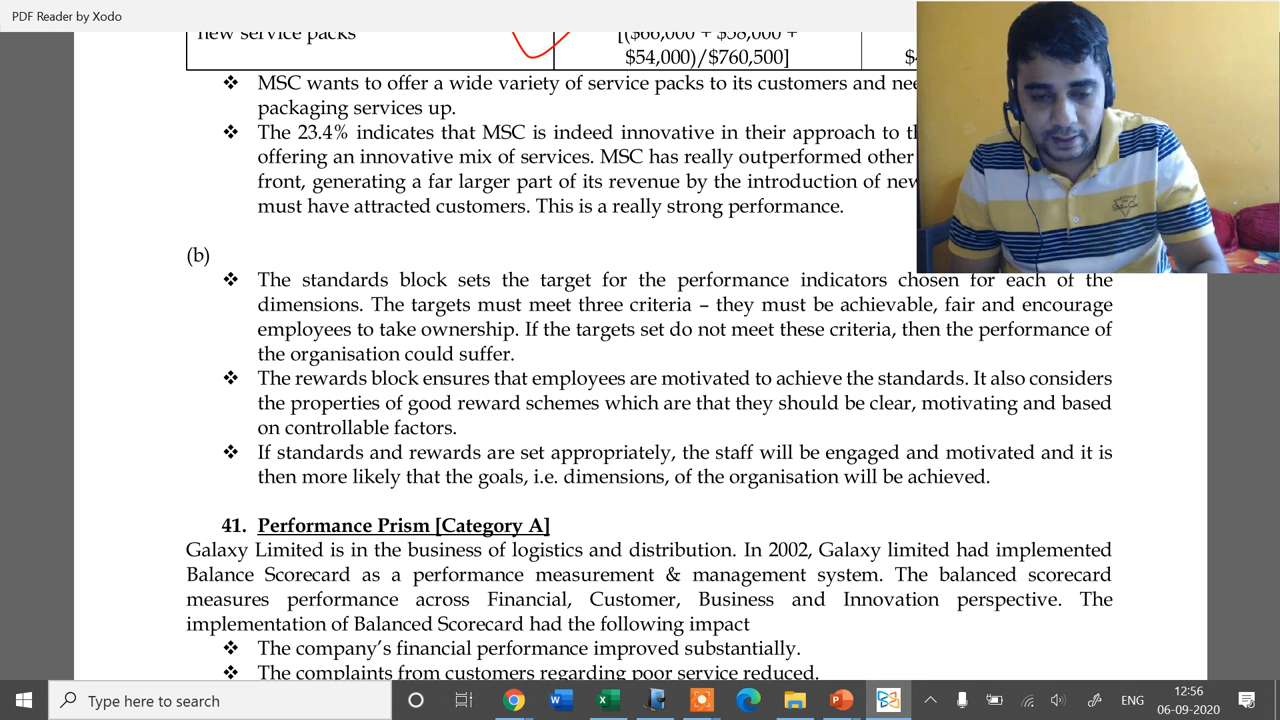 PDF Reader by Xodo
new service packs
[($66,000 + $58,000 +
$54,000)/$760,500]
❖ MSC wants to offer a wide variety of service packs to its customers and
packaging services up.
❖ The 23.4% indicates that MSC is indeed innovative in their approach to
offering an innovative mix of services. MSC has really outperformed other
front, generating a far larger part of its revenue by the introduction of
must have attracted customers. This is a really strong performance.
(b)
❖ The standards block sets the target for the performance indicators chosen for each of the
dimensions. The targets must meet three criteria – they must be achievable, fair and encourage
employees to take ownership. If the targets set do not meet these criteria, then the performance of
the organisation could suffer.
❖ The rewards block ensures that employees are motivated to achieve the standards. It also considers
the properties of good reward schemes which are that they should be clear, motivating and based
on controllable factors.
❖ If standards and rewards are set appropriately, the staff will be engaged and motivated and it is
then more likely that the goals, i.e. dimensions, of the organisation will be achieved.
41. Performance Prism [Category A]
Galaxy Limited is in the business of logistics and distribution. In 2002, Galaxy limited had implemented
Balance Scorecard as a performance measurement & management system. The balanced scorecard
measures performance across Financial, Customer, Business and Innovation perspective. The
implementation of Balanced Scorecard had the following impact
❖ The company's financial performance improved substantially.
❖ The complaints from customers regarding poor service reduced.
Type here to search
ENG
12:56
06-09-2020